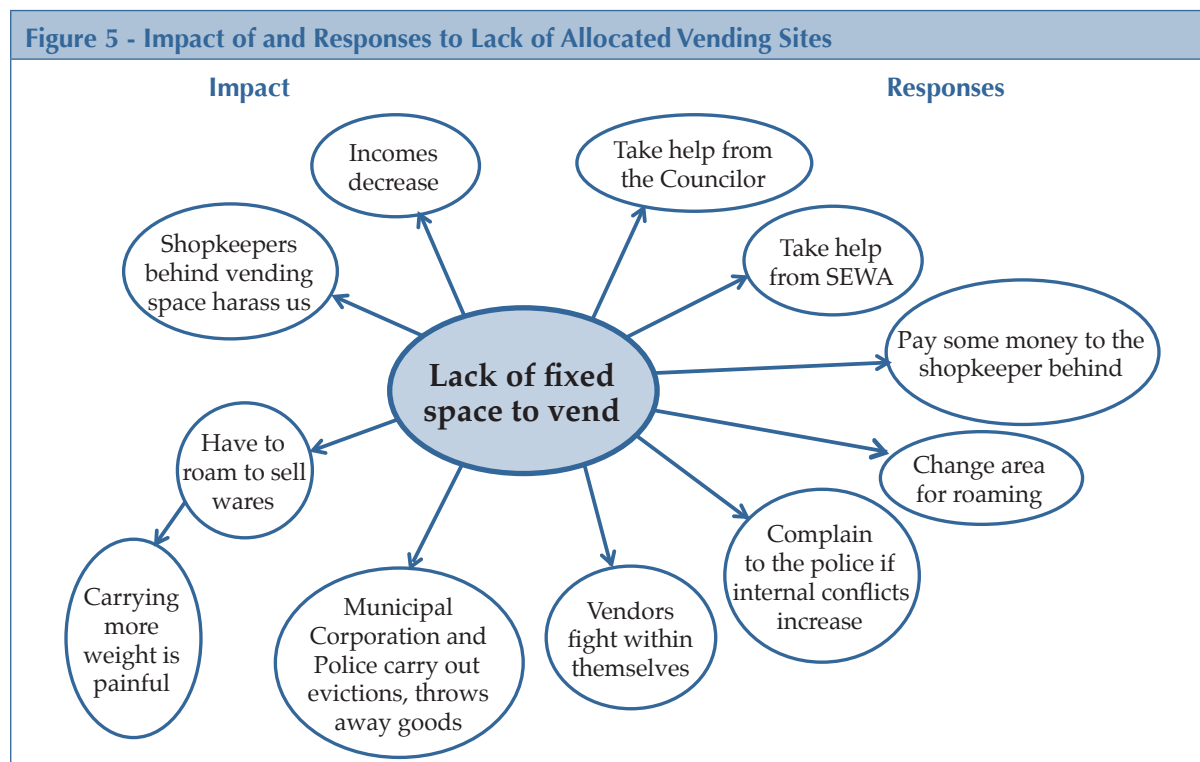 Figure 5 - Impact of and Responses to Lack of Allocated Vending Sites
Impact
Responses
Incomes
decrease
Take help from
the Councilor
Shopkeepers
behind vending
space harass us
Take help
from SEWA
Pay some money to the
shopkeeper behind
Lack of fixed
space to vend
Have to
roam to sell
wares
Change area
for roaming
Complain
to the police if
internal conflicts
increase
Carrying
more
weight is
painful
Municipal
Corporation and
Police carry out
evictions, throws
away goods
Vendors
fight within
themselves